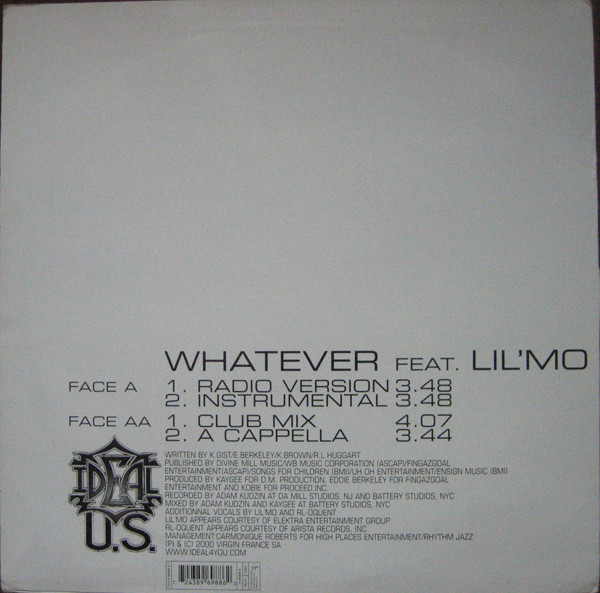 WHATEVER FEAT. LIL'MO
FACE A 1. RADIO VERSION 3.48
2. INSTRUMENTAL 3.48
FACE AA 1. CLUB MIX 4.07
2. A CAPPELLA 3.44
IDEAL
U.S.
WRITTEN BY K.GIST/E.BERKELEY/K.BROWN/R.L.HUGGART
PUBLISHED BY DIVINE MILL MUSIC/WB MUSIC CORPORATION (ASCAP)/FINGAZGOAL
ENTERTAINMENT(ASCAP)/SONGS FOR CHILDREN (BMI)/UH OH ENTERTAINMENT/ENSIGN MUSIC (BMI)
PRODUCED BY KAYGEE FOR D.M. PRODUCTION, EDDIE BERKELEY FOR FINGAZGOAL
ENTERTAINMENT AND KOBIE FOR PROCEED.INC
RECORDED BY ADAM KUDZIN AT DA MILL STUDIOS, NJ AND BATTERY STUDIOS, NYC
MIXED BY ADAM KUDZIN AND KAYGEE AT BATTERY STUDIOS, NYC
ADDITIONNAL VOCALS BY LIL'MO AND RL-OQUENT
LIL'MO APPEARS COURTESY OF ELEKTRA ENTERTAINMENT GROUP
RL-OQUENT APPEARS COURTESY OF ARISTA RECORDS, INC
MANAGEMENT:CARMONIQUE ROBERTS FOR HIGH PLACES ENTERTAINMENT/RHYTHM JAZZ
(P) & (C) 2000 VIRGIN FRANCE SA
WWW.IDEAL4YOU.COM